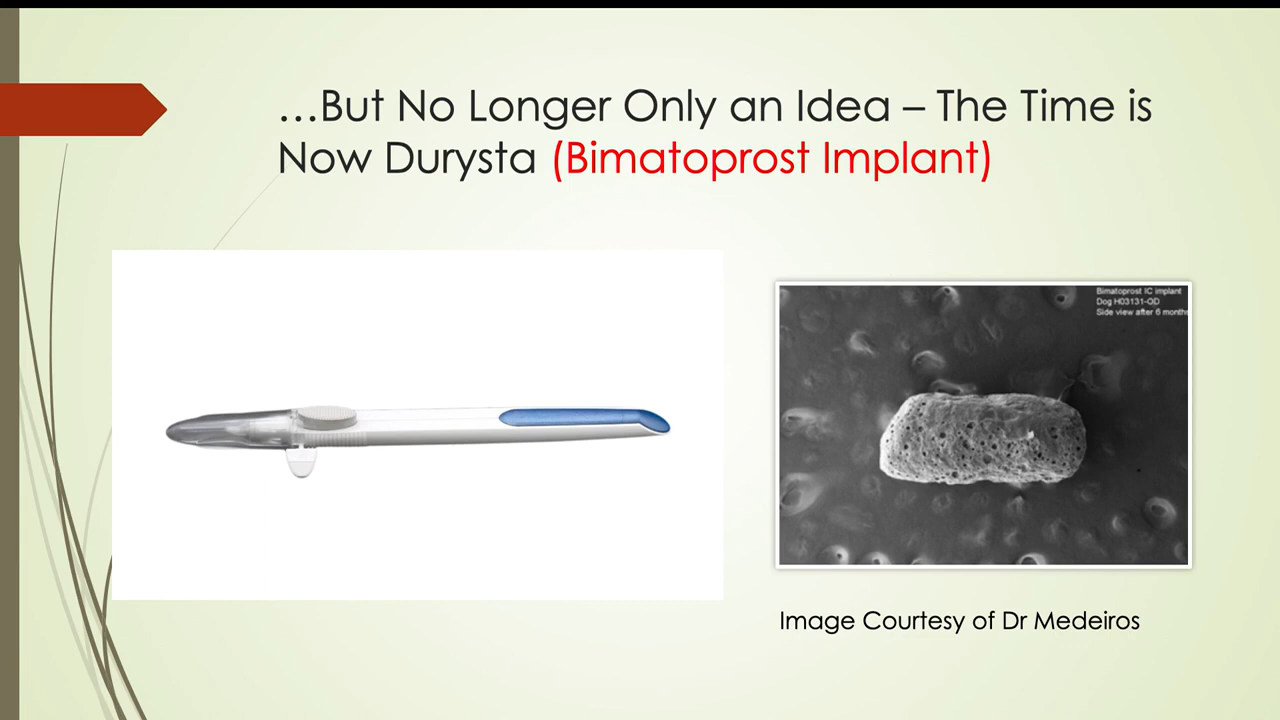 …But No Longer Only an Idea – The Time is
Now Durysta (Bimatoprost Implant)
Bimatoprost IC implant
Dog H03131-OD
Side view after 6 months
Image Courtesy of Dr Medeiros